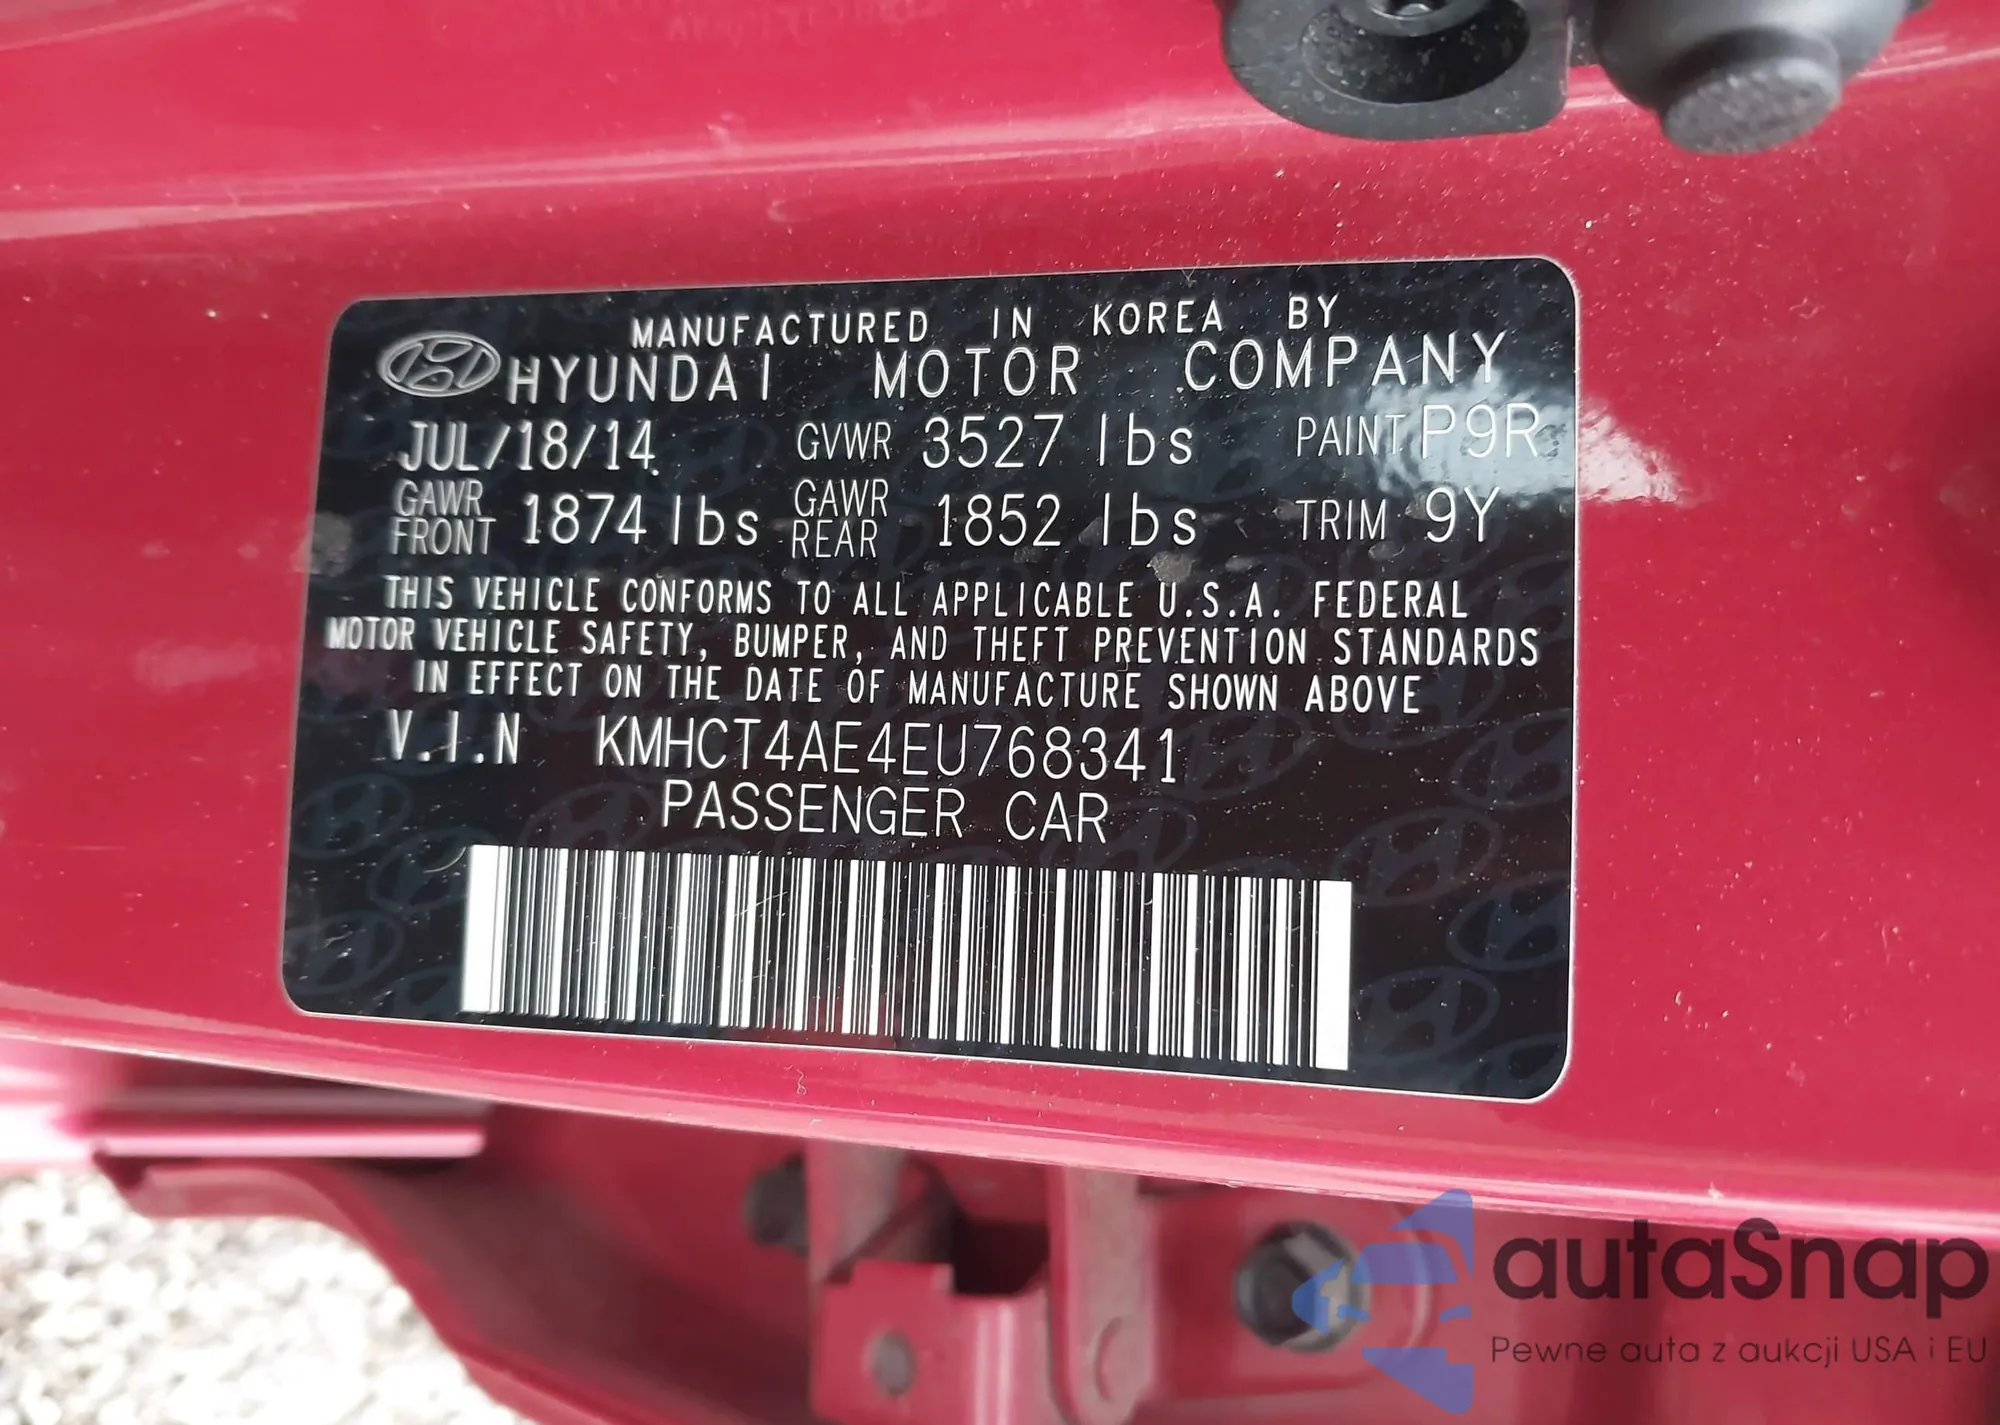 MANUFACTURED IN KOREA BY
HYUNDAI MOTOR COMPANY
JUL/18/14 GVWR 3527 lbs PAINT P9R
GAWR FRONT 1874 lbs GAWR REAR 1852 lbs TRIM 9Y
THIS VEHICLE CONFORMS TO ALL APPLICABLE U.S.A. FEDERAL
MOTOR VEHICLE SAFETY, BUMPER, AND THEFT PREVENTION STANDARDS
IN EFFECT ON THE DATE OF MANUFACTURE SHOWN ABOVE
V.I.N KMHCT4AE4EU768341
PASSENGER CAR
autaSnap
Pewne auta z aukcji USA i EU